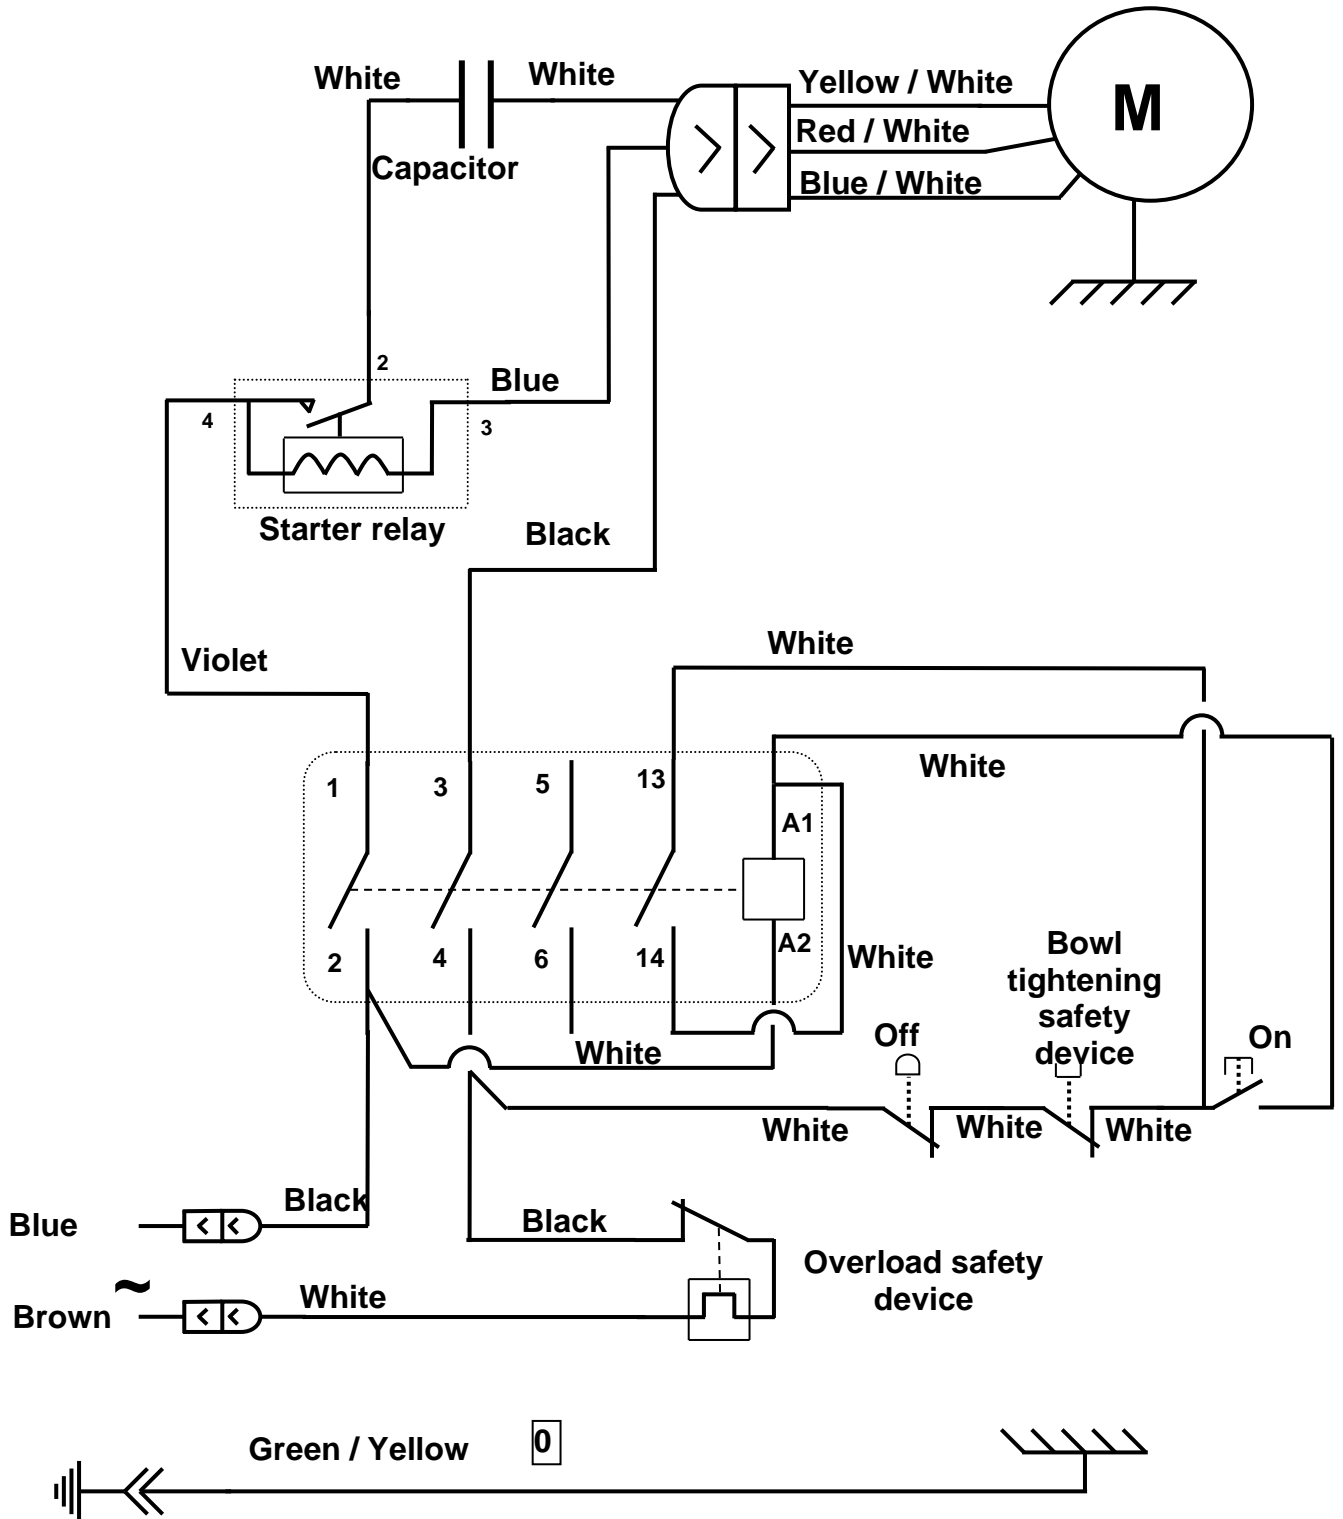 White
White
Yellow / White
M
Red / White
Capacitor
Blue / White
2
Blue
4
3
Starter relay
Black
White
Violet
White
1
3
5
13
A1
2
4
6
14
A2
White
Bowl
tightening
safety
device
Off
On
White
White
White
White
Black
Blue
Black
Overload safety
device
~
White
Brown
Green / Yellow
0